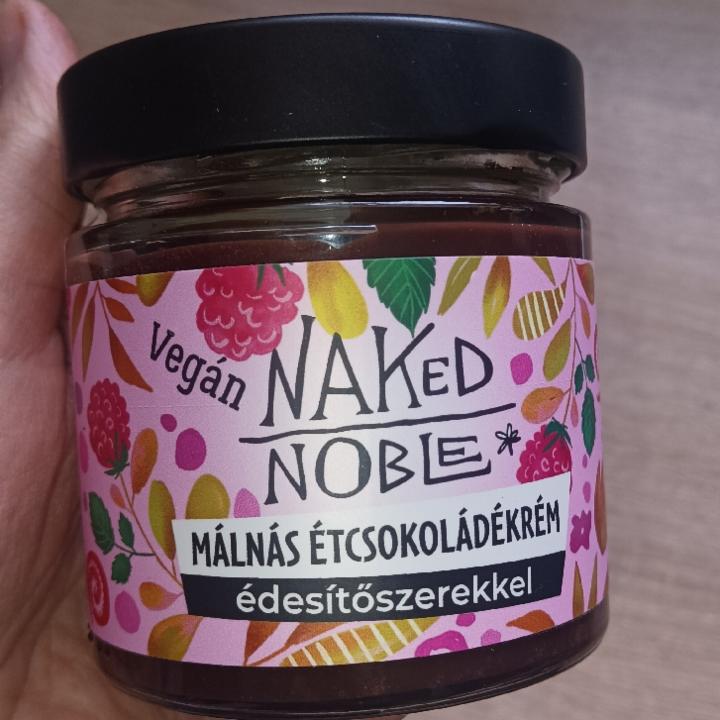 Vegán
NAKED
NOBLE*
MÁLNÁS ÉTCSOKOLÁDÉKRÉM
édesítőszerekkel